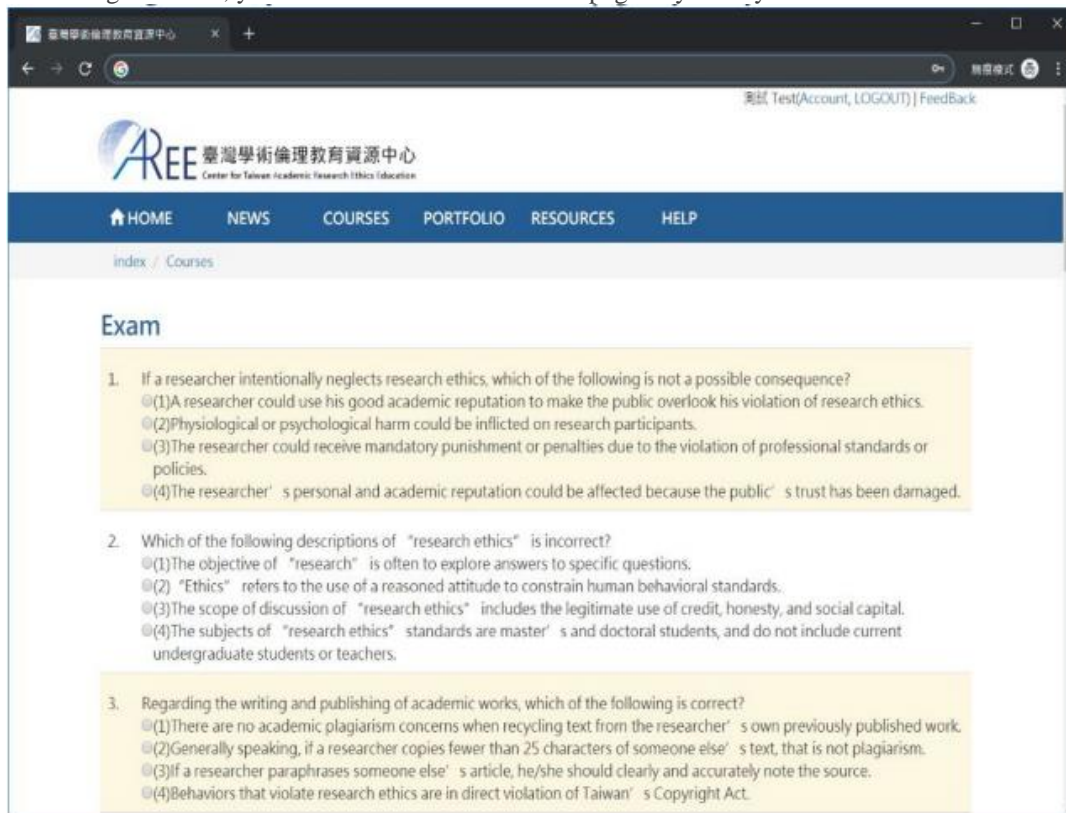 臺灣學術倫理教育資源中心
無痕模式
測試 Test(Account, LOGOUT) | FeedBack
AREE 臺灣學術倫理教育資源中心
Center for Taiwan Academic Research Ethics Education
HOME NEWS COURSES PORTFOLIO RESOURCES HELP
index / Courses
Exam
1. If a researcher intentionally neglects research ethics, which of the following is not a possible consequence?
(1)A researcher could use his good academic reputation to make the public overlook his violation of research ethics.
(2)Physiological or psychological harm could be inflicted on research participants.
(3)The researcher could receive mandatory punishment or penalties due to the violation of professional standards or
policies.
(4)The researcher’s personal and academic reputation could be affected because the public’s trust has been damaged.
2. Which of the following descriptions of “research ethics” is incorrect?
(1)The objective of “research” is often to explore answers to specific questions.
(2) “Ethics” refers to the use of a reasoned attitude to constrain human behavioral standards.
(3)The scope of discussion of “research ethics” includes the legitimate use of credit, honesty, and social capital.
(4)The subjects of “research ethics” standards are master’s and doctoral students, and do not include current
undergraduate students or teachers.
3. Regarding the writing and publishing of academic works, which of the following is correct?
(1)There are no academic plagiarism concerns when recycling text from the researcher’s own previously published work.
(2)Generally speaking, if a researcher copies fewer than 25 characters of someone else’s text, that is not plagiarism.
(3)If a researcher paraphrases someone else’s article, he/she should clearly and accurately note the source.
(4)Behaviors that violate research ethics are in direct violation of Taiwan’s Copyright Act.